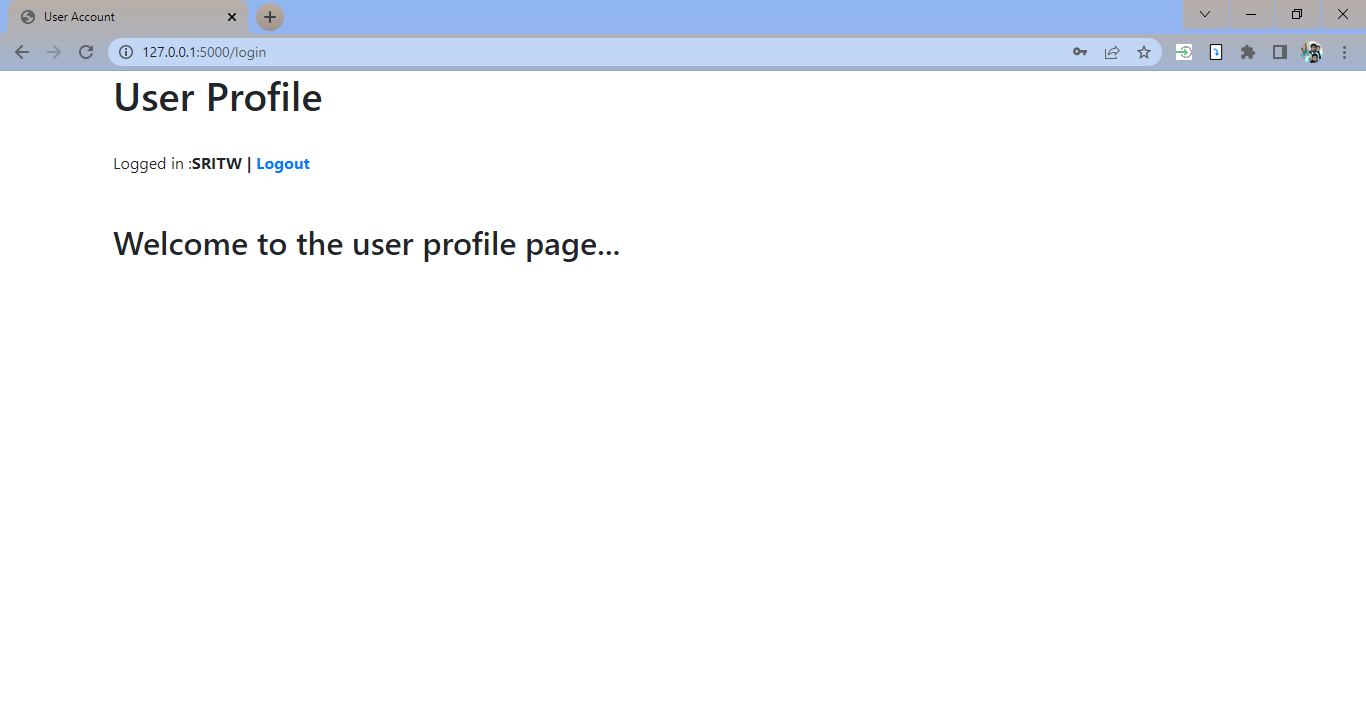 User Account
127.0.0.1:5000/login
User Profile
Logged in :SRITW | Logout
Welcome to the user profile page...